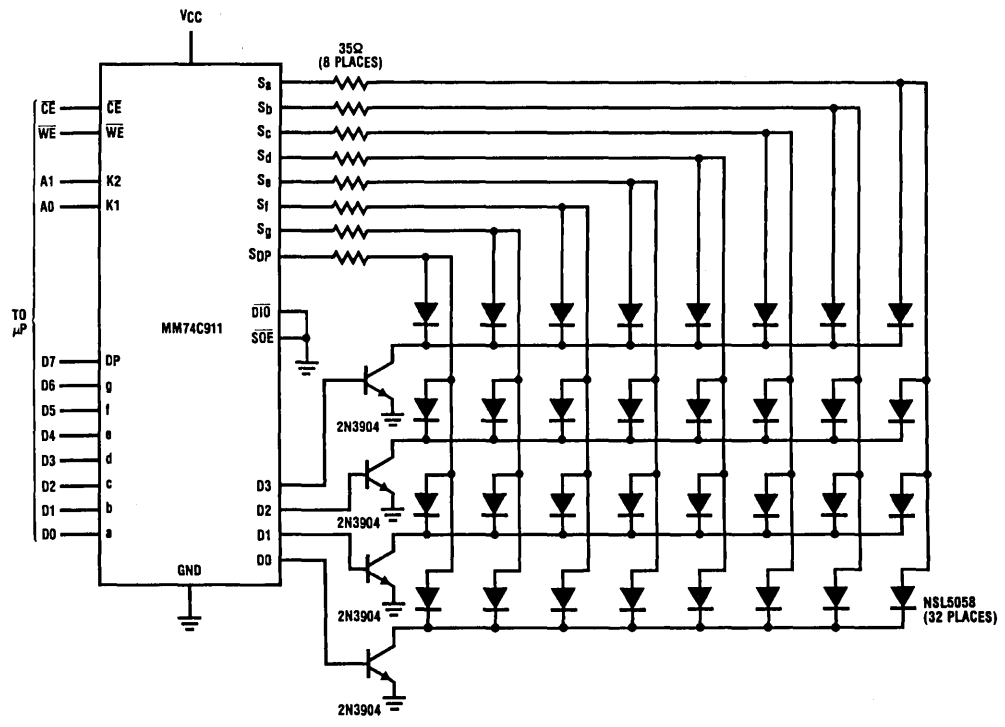 VCC
35Ω
(8 PLACES)
Sa
Sb
Sc
Sd
Se
Sf
Sg
SDP
CE CE
WE WE
A1 K2
A0 K1
TO
μP
DIO
SOE
MM74C911
D7 DP
D6 g
D5 f
D4 e
D3 d
D2 c
D1 b
D0 a
D3
D2
D1
D0
GND
2N3904
2N3904
2N3904
2N3904
NSL5058
(32 PLACES)